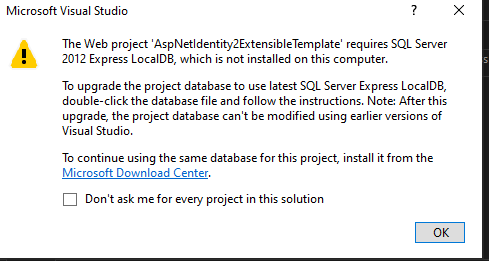 Microsoft Visual Studio
?
The Web project 'AspNetIdentity2ExtensibleTemplate' requires SQL Server
2012 Express LocalDB, which is not installed on this computer.
To upgrade the project database to use latest SQL Server Express LocalDB,
double-click the database file and follow the instructions. Note: After this
upgrade, the project database can't be modified using earlier versions of
Visual Studio.
To continue using the same database for this project, install it from the
Microsoft Download Center.
Don't ask me for every project in this solution
OK